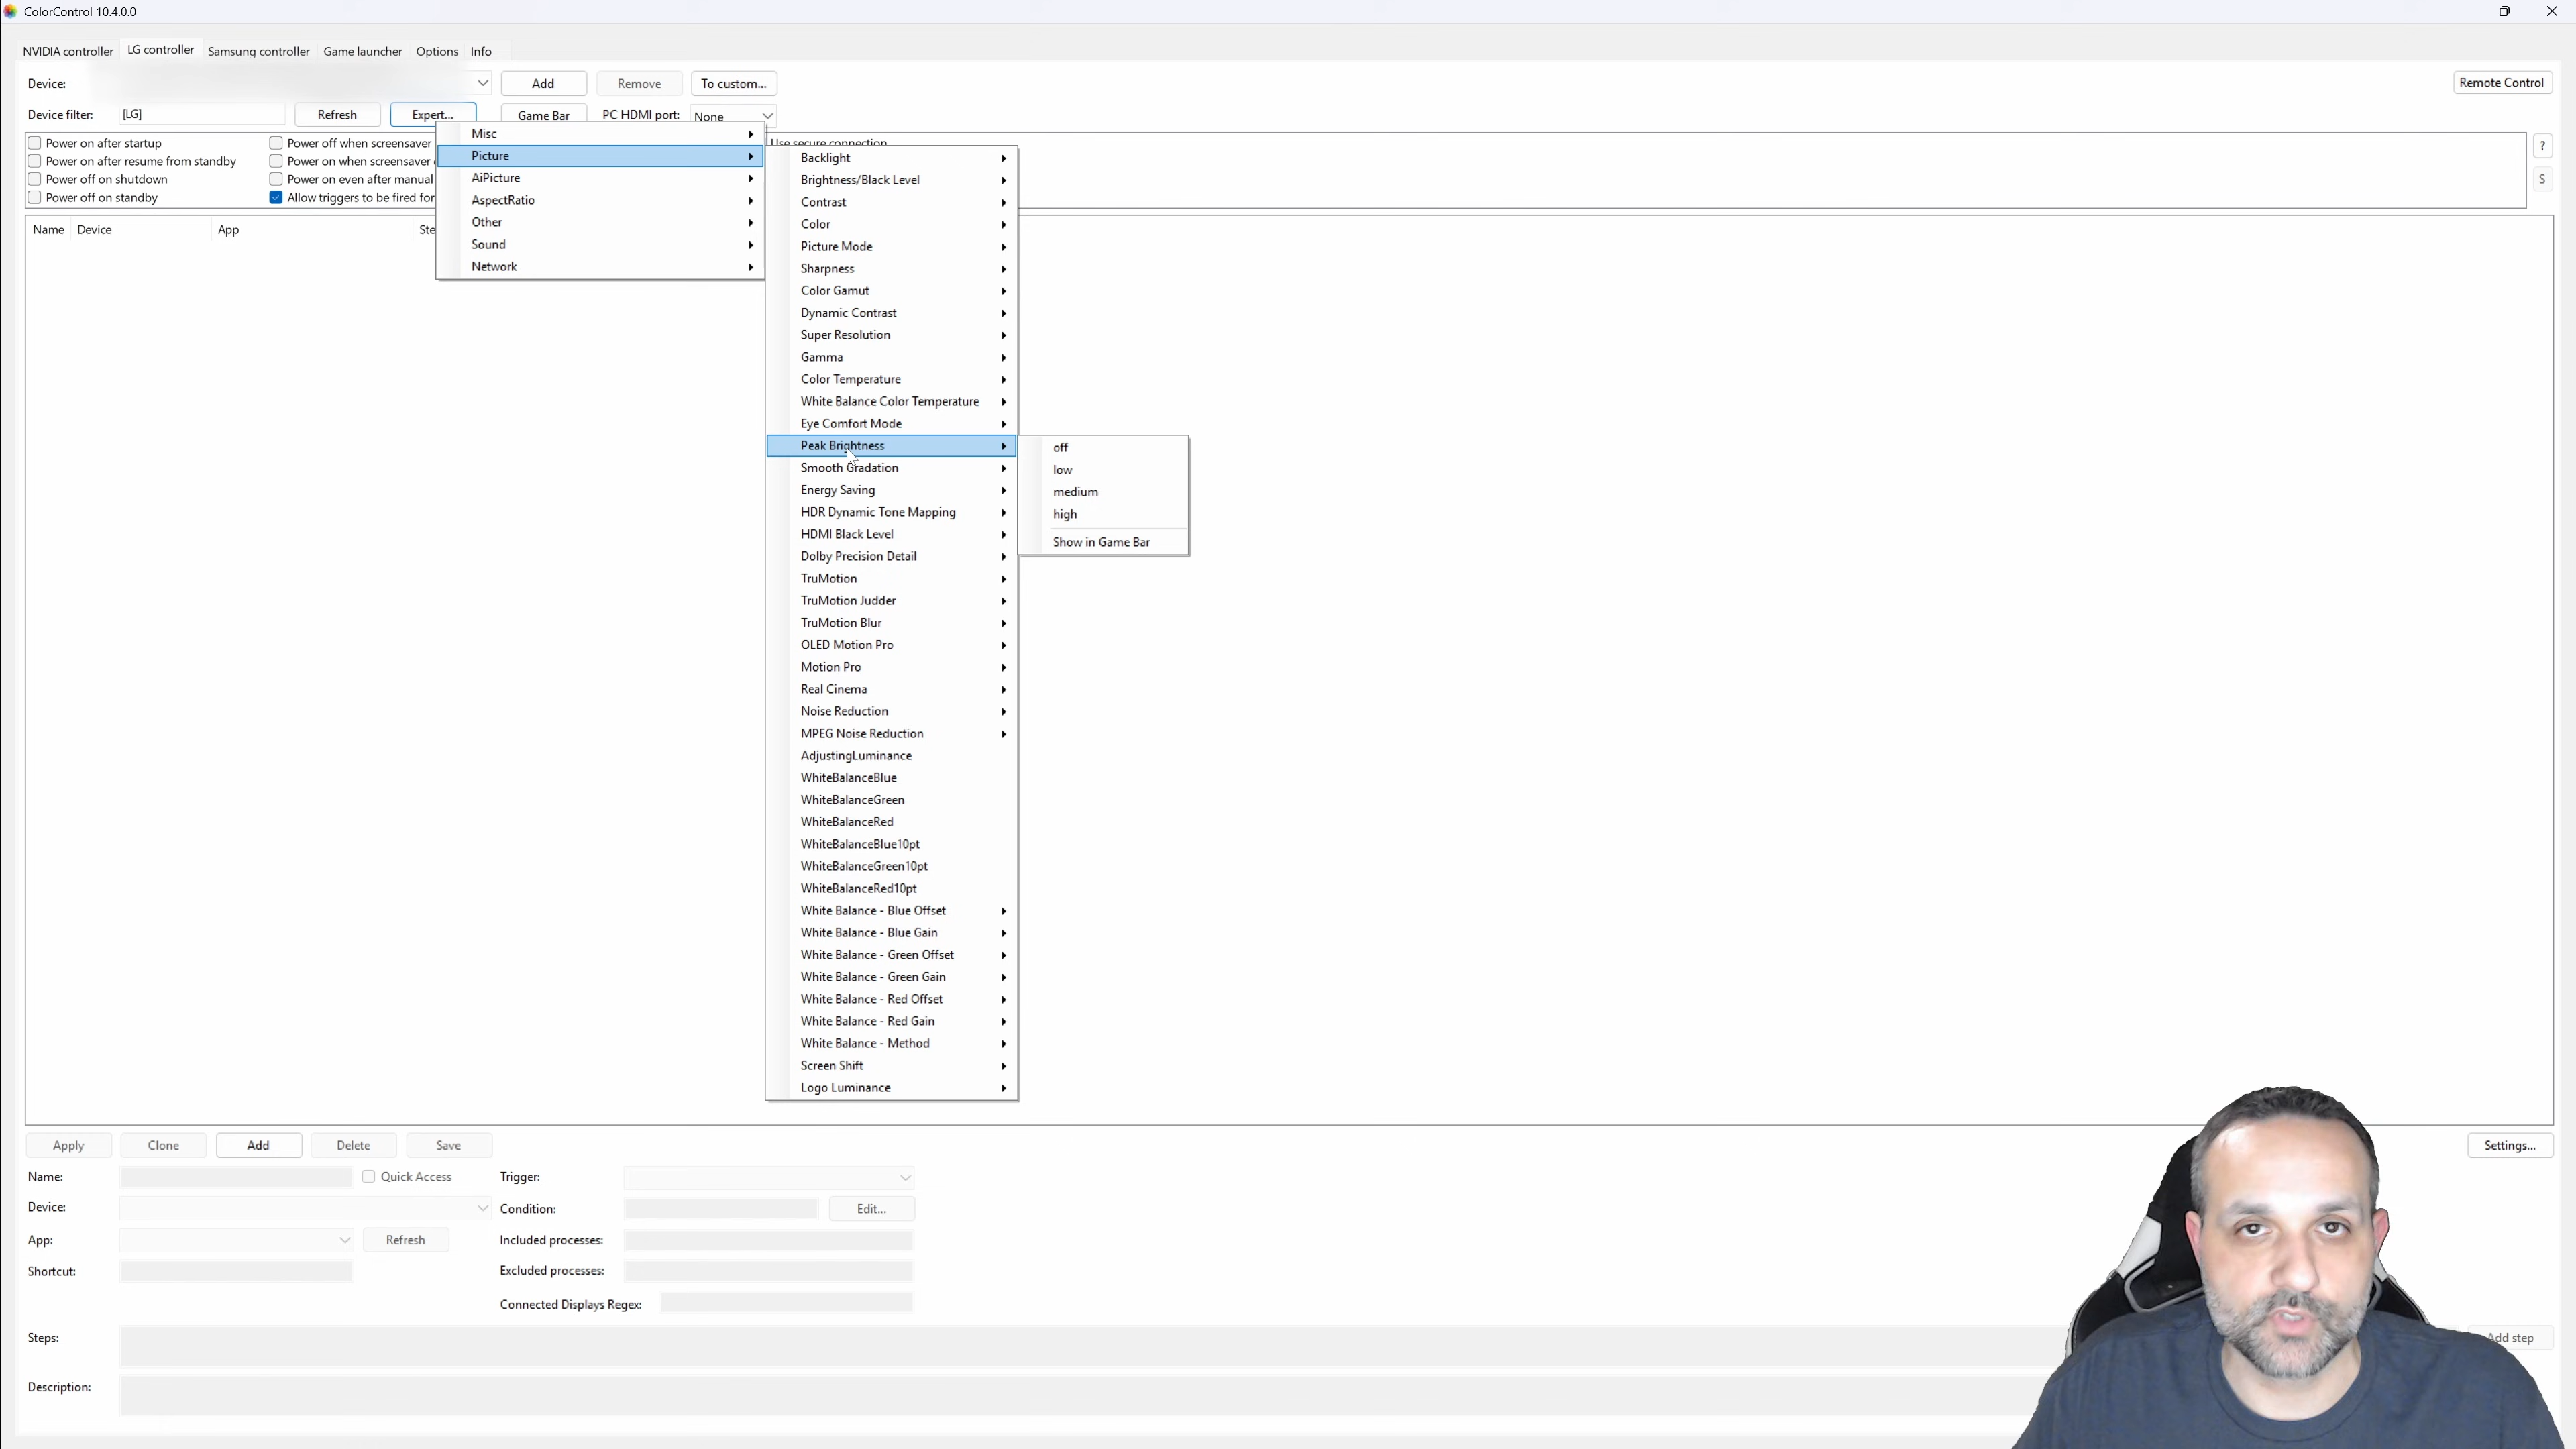 ColorControl 10.4.0.0
NVIDIA controller LG controller Samsung controller Game launcher Options Info
Device: Add Remove To custom... Remote Control
Device filter: [LG] Refresh Expert... Game Bar PC HDMI port: None
Power on after startup
Power on after resume from standby
Power off on shutdown
Power off on standby
Power off when screensaver
Power on when screensaver
Power on even after manual
Allow triggers to be fired for
Use secure connection
?
S
Name Device App Ste
Misc
Picture
AiPicture
AspectRatio
Other
Sound
Network
Backlight
Brightness/Black Level
Contrast
Color
Picture Mode
Sharpness
Color Gamut
Dynamic Contrast
Super Resolution
Gamma
Color Temperature
White Balance Color Temperature
Eye Comfort Mode
Peak Brightness
Smooth Gradation
Energy Saving
HDR Dynamic Tone Mapping
HDMI Black Level
Dolby Precision Detail
TruMotion
TruMotion Judder
TruMotion Blur
OLED Motion Pro
Motion Pro
Real Cinema
Noise Reduction
MPEG Noise Reduction
AdjustingLuminance
WhiteBalanceBlue
WhiteBalanceGreen
WhiteBalanceRed
WhiteBalanceBlue10pt
WhiteBalanceGreen10pt
WhiteBalanceRed10pt
White Balance - Blue Offset
White Balance - Blue Gain
White Balance - Green Offset
White Balance - Green Gain
White Balance - Red Offset
White Balance - Red Gain
White Balance - Method
Screen Shift
Logo Luminance
off
low
medium
high
Show in Game Bar
Apply Clone Add Delete Save Settings...
Name: Quick Access Trigger:
Device: Condition: Edit...
App: Refresh Included processes:
Shortcut: Excluded processes:
Connected Displays Regex:
Steps: Add step
Description: